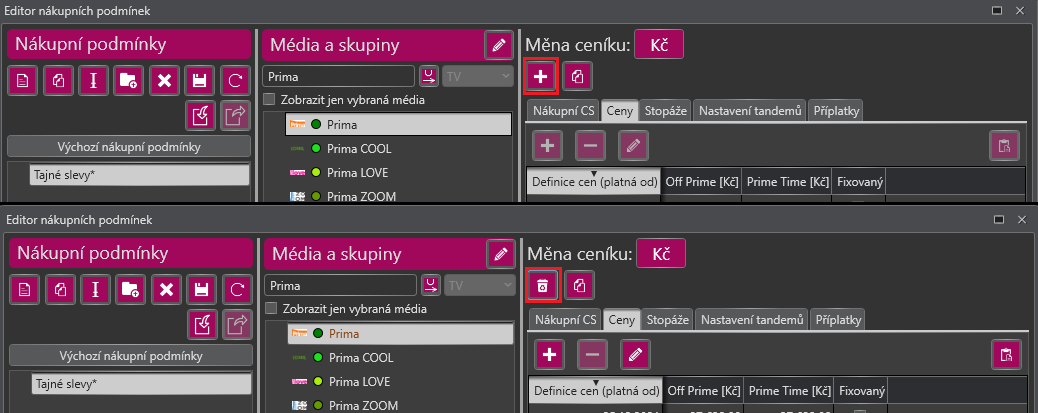 Editor nákupních podmínek
Nákupní podmínky
Média a skupiny
Měna ceníku: Kč
Prima
TV
Zobrazit jen vybraná média
Nákupní CS Ceny Stopáže Nastavení tandemů Příplatky
Výchozí nákupní podmínky
Tajné slevy*
Prima
Prima COOL
Prima LOVE
Prima ZOOM
Definice cen (platná od) Off Prime [Kč] Prime Time [Kč] Fixovaný
Editor nákupních podmínek
Nákupní podmínky
Média a skupiny
Měna ceníku: Kč
Prima
TV
Zobrazit jen vybraná média
Nákupní CS Ceny Stopáže Nastavení tandemů Příplatky
Výchozí nákupní podmínky
Tajné slevy*
Prima
Prima COOL
Prima LOVE
Prima ZOOM
Definice cen (platná od) Off Prime [Kč] Prime Time [Kč] Fixovaný